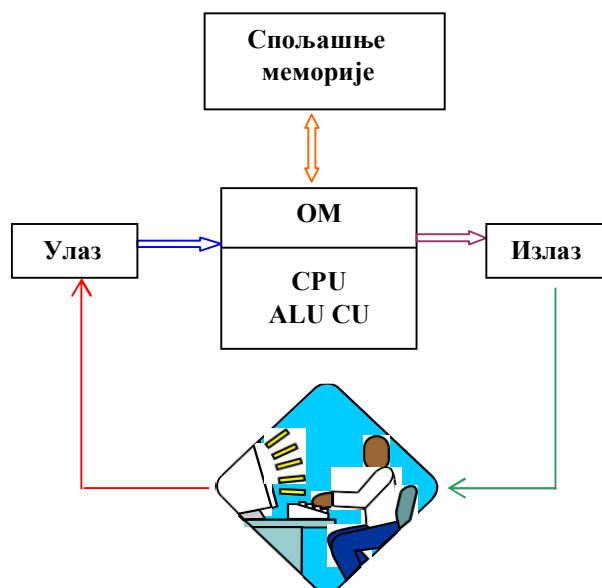 Спољашње
меморије
ОМ
Улаз
Излаз
CPU
ALU CU